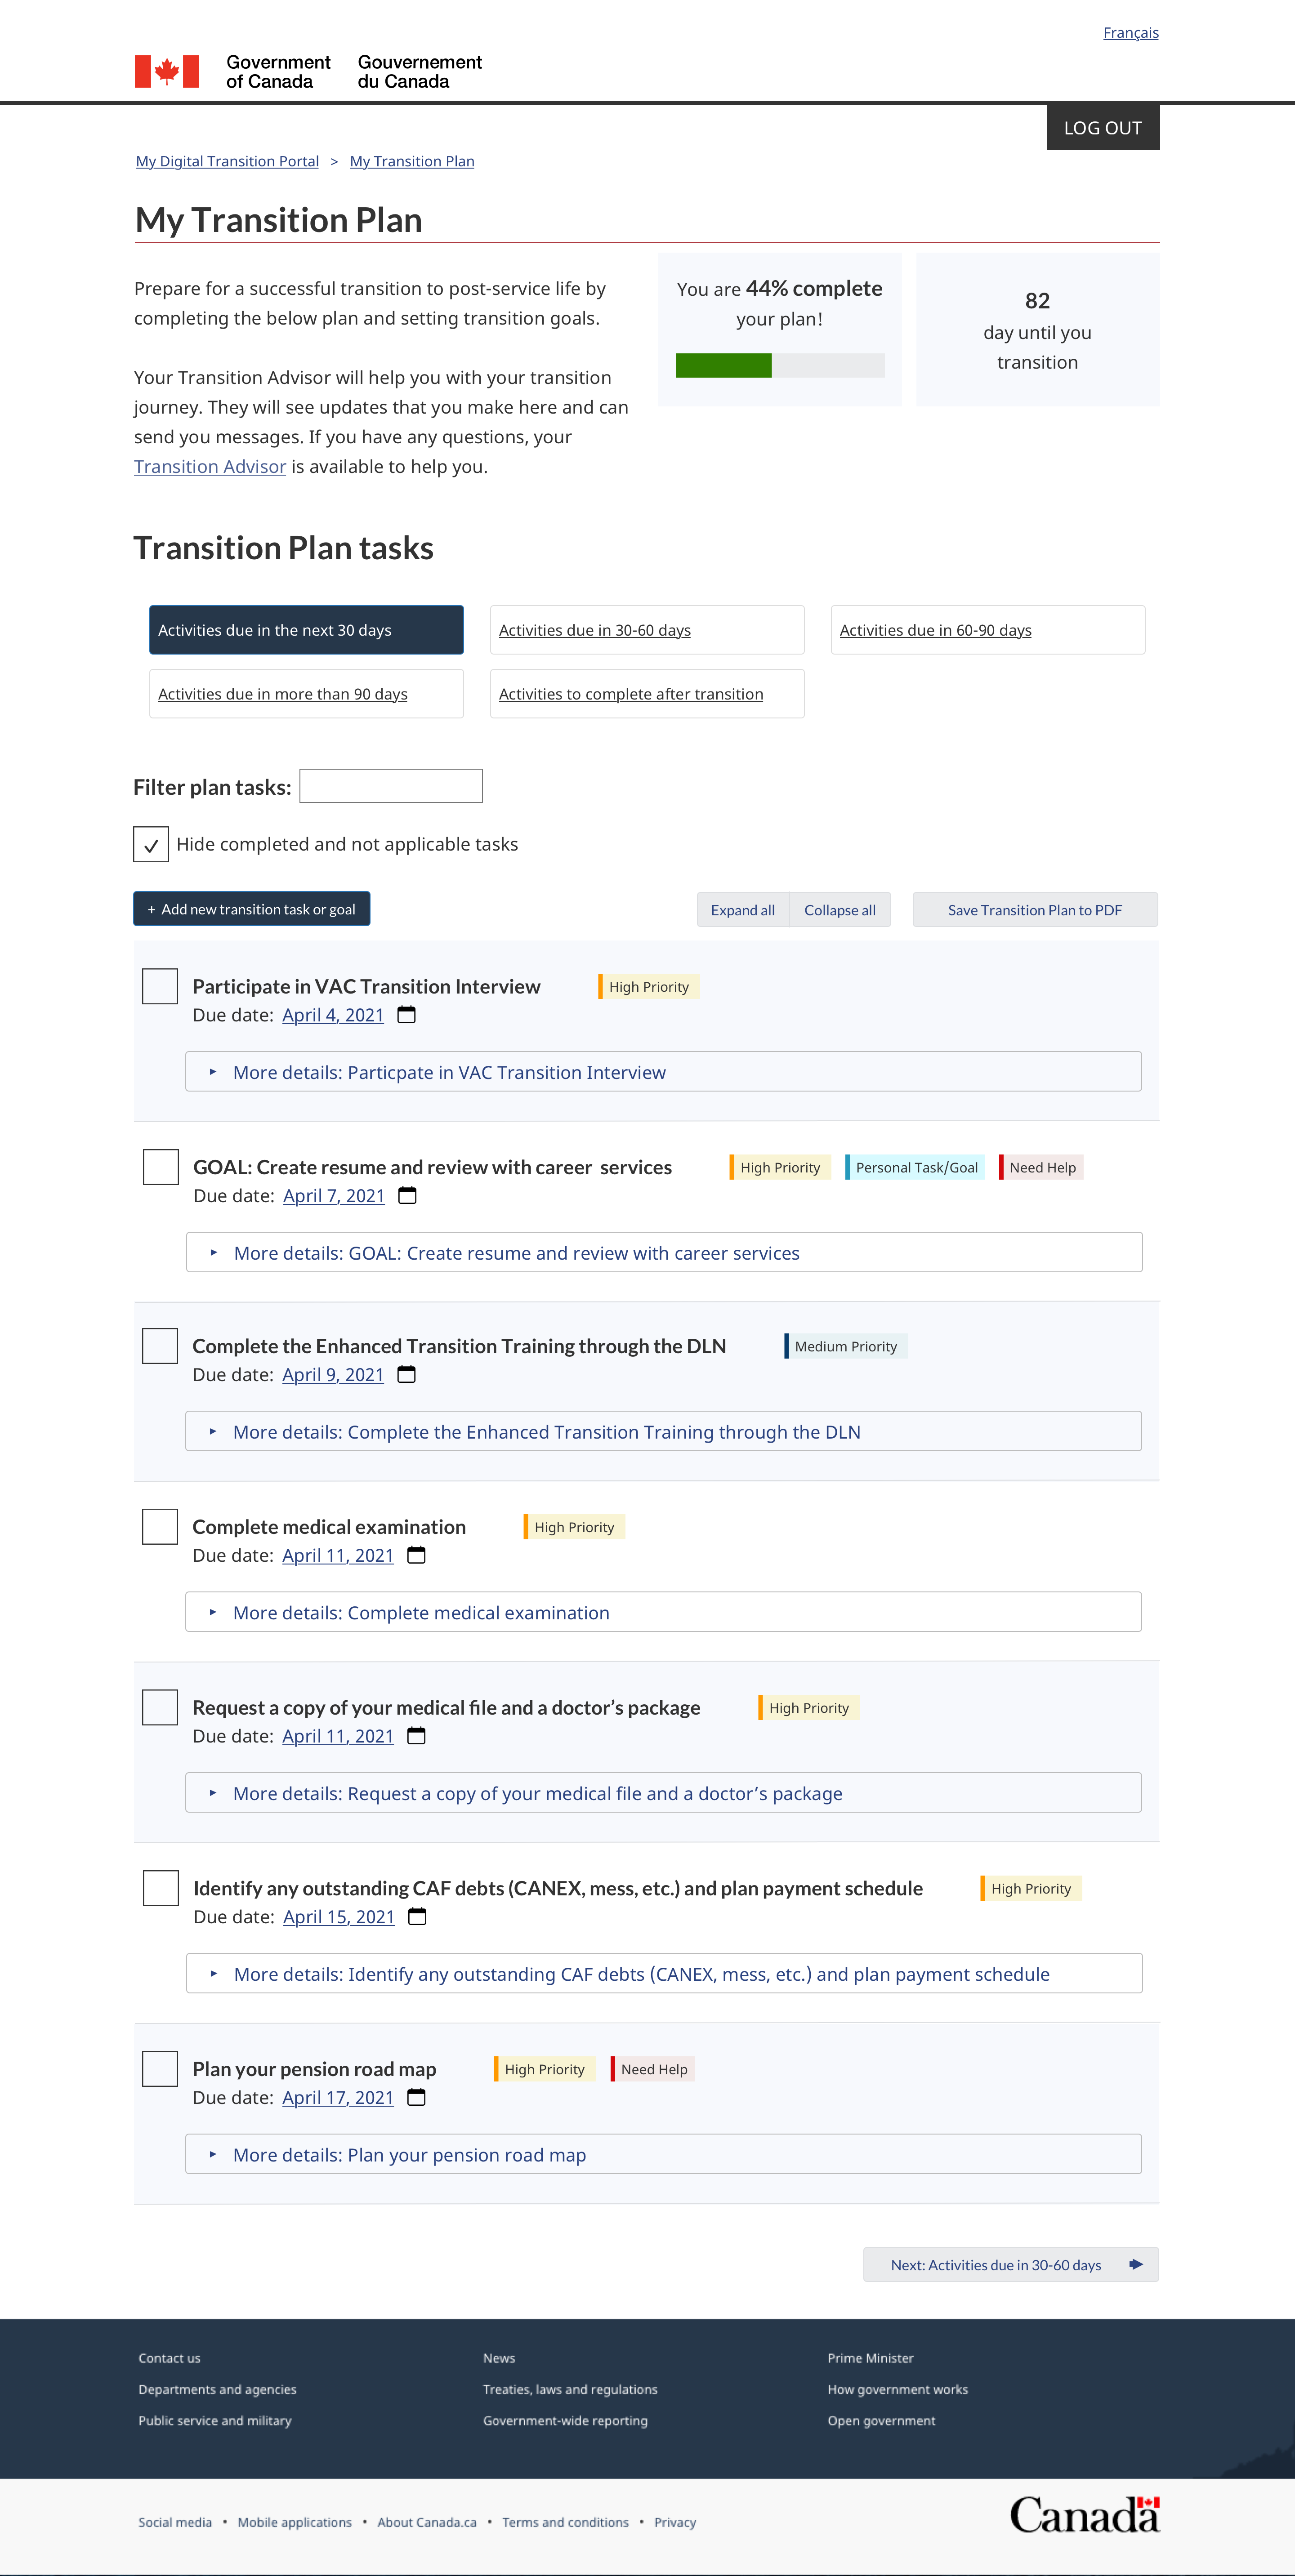 Français
Government of Canada
Gouvernement du Canada
LOG OUT
My Digital Transition Portal > My Transition Plan
My Transition Plan
Prepare for a successful transition to post-service life by
completing the below plan and setting transition goals.
Your Transition Advisor will help you with your transition
journey. They will see updates that you make here and can
send you messages. If you have any questions, your
Transition Advisor is available to help you.
You are 44% complete
your plan!
82
day until you
transition
Transition Plan tasks
Activities due in the next 30 days
Activities due in 30-60 days
Activities due in 60-90 days
Activities due in more than 90 days
Activities to complete after transition
Filter plan tasks:
Hide completed and not applicable tasks
+ Add new transition task or goal
Expand all
Collapse all
Save Transition Plan to PDF
Participate in VAC Transition Interview
High Priority
Due date: April 4, 2021
More details: Particpate in VAC Transition Interview
GOAL: Create resume and review with career services
High Priority
Personal Task/Goal
Need Help
Due date: April 7, 2021
More details: GOAL: Create resume and review with career services
Complete the Enhanced Transition Training through the DLN
Medium Priority
Due date: April 9, 2021
More details: Complete the Enhanced Transition Training through the DLN
Complete medical examination
High Priority
Due date: April 11, 2021
More details: Complete medical examination
Request a copy of your medical file and a doctor’s package
High Priority
Due date: April 11, 2021
More details: Request a copy of your medical file and a doctor’s package
Identify any outstanding CAF debts (CANEX, mess, etc.) and plan payment schedule
High Priority
Due date: April 15, 2021
More details: Identify any outstanding CAF debts (CANEX, mess, etc.) and plan payment schedule
Plan your pension road map
High Priority
Need Help
Due date: April 17, 2021
More details: Plan your pension road map
Next: Activities due in 30-60 days
Contact us
News
Prime Minister
Departments and agencies
Treaties, laws and regulations
How government works
Public service and military
Government-wide reporting
Open government
Social media • Mobile applications • About Canada.ca • Terms and conditions • Privacy
Canada